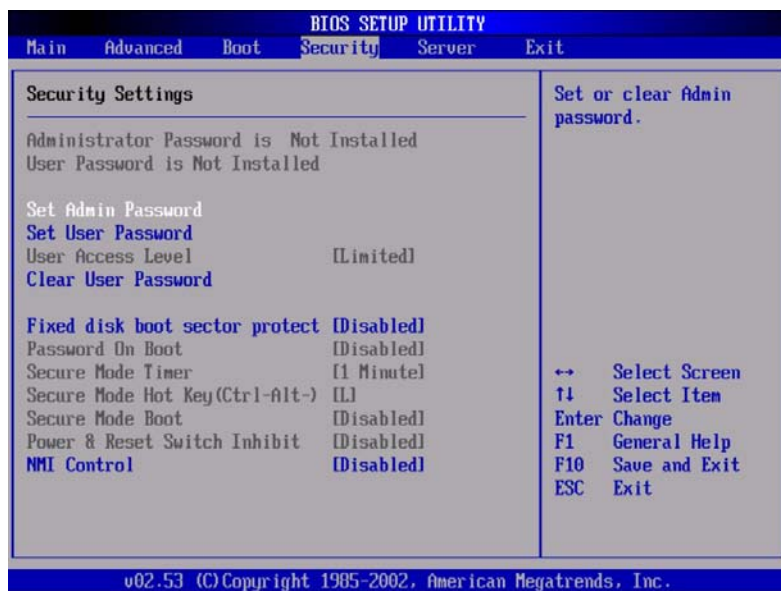 BIOS SETUP UTILITY
Main Advanced Boot Security Server Exit
Security Settings
Administrator Password is Not Installed
User Password is Not Installed
Set Admin Password
Set User Password
User Access Level [Limited]
Clear User Password
Fixed disk boot sector protect [Disabled]
Password On Boot [Disabled]
Secure Mode Timer [1 Minute]
Secure Mode Hot Key(Ctrl-Alt-) [L]
Secure Mode Boot [Disabled]
Power & Reset Switch Inhibit [Disabled]
NMI Control [Disabled]
Set or clear Admin
password.
↔ Select Screen
↑↓ Select Item
Enter Change
F1 General Help
F10 Save and Exit
ESC Exit
v02.53 (C)Copyright 1985-2002, American Megatrends, Inc.